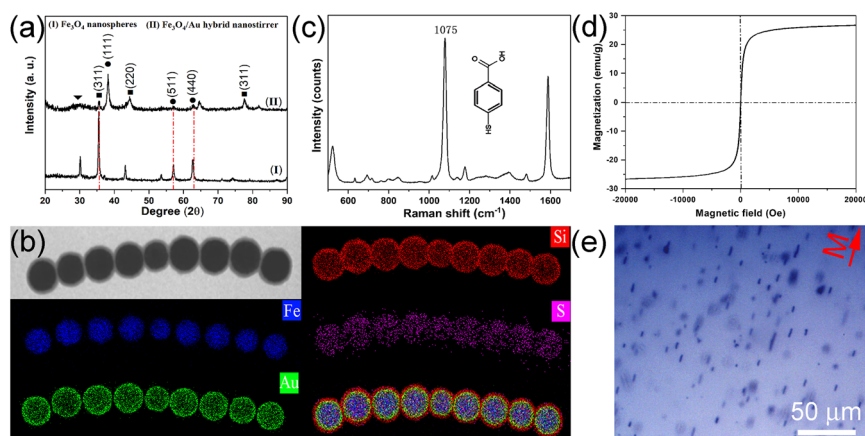 (a)
(I) Fe₃O₄ nanospheres (II) Fe₃O₄/Au hybrid nanostirrer
Intensity (a. u.)
(311)
(111)
(220)
(511)
(440)
(311)
(II)
(I)
20 30 40 50 60 70 80 90
Degree (2θ)
(c)
1075
Intensity (counts)
O
OH
HS
600 800 1000 1200 1400 1600
Raman shift (cm⁻¹)
(d)
Magnetization (emu/g)
30
20
10
0
-10
-20
-30
-20000 -10000 0 10000 20000
Magnetic field (Oe)
(b)
Si
Fe
S
Au
(e)
M
50 μm